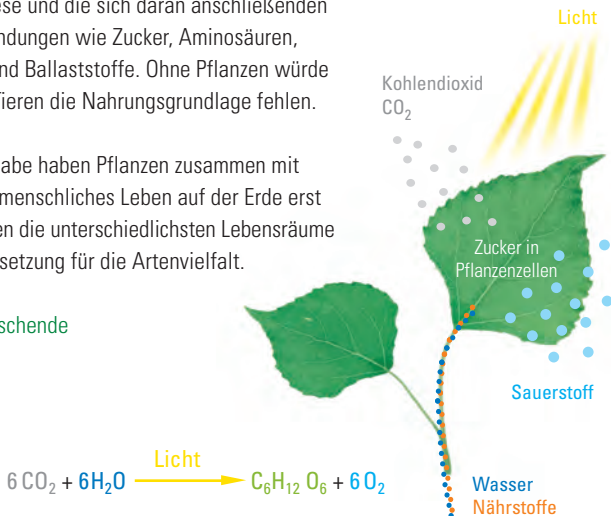 ese und die sich daran anschließenden
ndungen wie Zucker, Aminosäuren,
nd Ballaststoffe. Ohne Pflanzen würde
ieren die Nahrungsgrundlage fehlen.
abe haben Pflanzen zusammen mit
menschliches Leben auf der Erde erst
en die unterschiedlichsten Lebensräume
setzung für die Artenvielfalt.
schende
Licht
Kohlendioxid
CO₂
Zucker in
Pflanzenzellen
Sauerstoff
Wasser
Nährstoffe
Licht
6 CO₂ + 6H₂O → C₆H₁₂ O₆ + 6 O₂